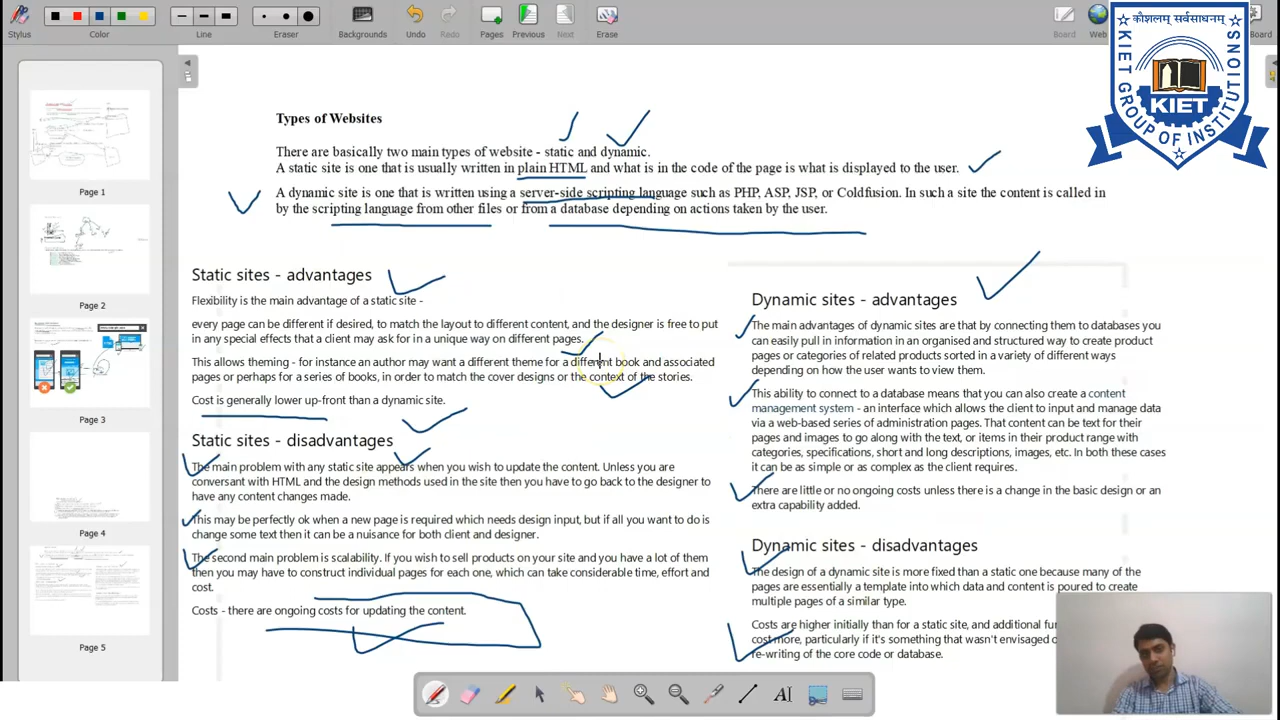 Stylus
Color
Line
Eraser
Backgrounds
Undo
Redo
Pages
Previous
Next
Erase
Board
Web
Board
कौशलम् सर्वसाधनम्
KIET
GROUP OF INSTITUTIONS
Page 1
Page 2
Page 3
Page 4
Page 5
Types of Websites
There are basically two main types of website - static and dynamic.
A static site is one that is usually written in plain HTML and what is in the code of the page is what is displayed to the user.
A dynamic site is one that is written using a server-side scripting language such as PHP, ASP, JSP, or Coldfusion. In such a site the content is called in
by the scripting language from other files or from a database depending on actions taken by the user.
Static sites - advantages
Flexibility is the main advantage of a static site -
every page can be different if desired, to match the layout to different content, and the designer is free to put
in any special effects that a client may ask for in a unique way on different pages.
This allows theming - for instance an author may want a different theme for a different book and associated
pages or perhaps for a series of books, in order to match the cover designs or the context of the stories.
Cost is generally lower up-front than a dynamic site.
Static sites - disadvantages
The main problem with any static site appears when you wish to update the content. Unless you are
conversant with HTML and the design methods used in the site then you have to go back to the designer to
have any content changes made.
This may be perfectly ok when a new page is required which needs design input, but if all you want to do is
change some text then it can be a nuisance for both client and designer.
The second main problem is scalability. If you wish to sell products on your site and you have a lot of them
then you may have to construct individual pages for each one, which can take considerable time, effort and
cost.
Costs - there are ongoing costs for updating the content.
Dynamic sites - advantages
The main advantages of dynamic sites are that by connecting them to databases you
can easily pull in information in an organised and structured way to create product
pages or categories of related products sorted in a variety of different ways
depending on how the user wants to view them.
This ability to connect to a database means that you can also create a content
management system - an interface which allows the client to input and manage data
via a web-based series of administration pages. That content can be text for their
pages and images to go along with the text, or items in their product range with
categories, specifications, short and long descriptions, images, etc. In both these cases
it can be as simple or as complex as the client requires.
There are little or no ongoing costs unless there is a change in the basic design or an
extra capability added.
Dynamic sites - disadvantages
The design of a dynamic site is more fixed than a static one because many of the
pages are essentially a template into which data and content is poured to create
multiple pages of a similar type.
Costs are higher initially than for a static site, and additional fun
cost more, particularly if it's something that wasn't envisaged
re-writing of the core code or database.